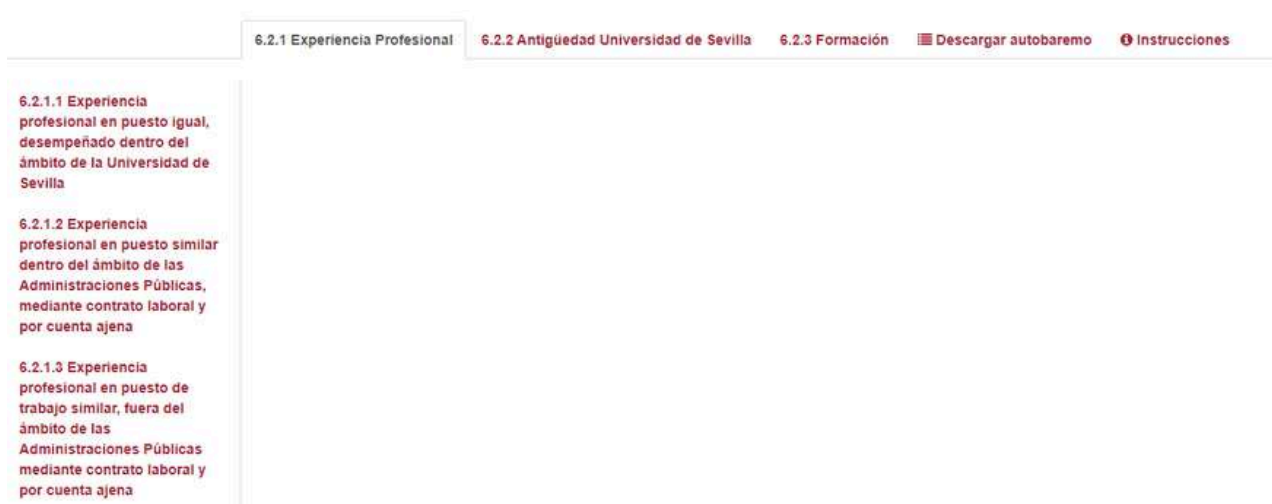 6.2.1 Experiencia Profesional 6.2.2 Antigüedad Universidad de Sevilla 6.2.3 Formación Descargar autobaremo Instrucciones
6.2.1.1 Experiencia
profesional en puesto igual,
desempeñado dentro del
ámbito de la Universidad de
Sevilla
6.2.1.2 Experiencia
profesional en puesto similar
dentro del ámbito de las
Administraciones Públicas,
mediante contrato laboral y
por cuenta ajena
6.2.1.3 Experiencia
profesional en puesto de
trabajo similar, fuera del
ámbito de las
Administraciones Públicas
mediante contrato laboral y
por cuenta ajena